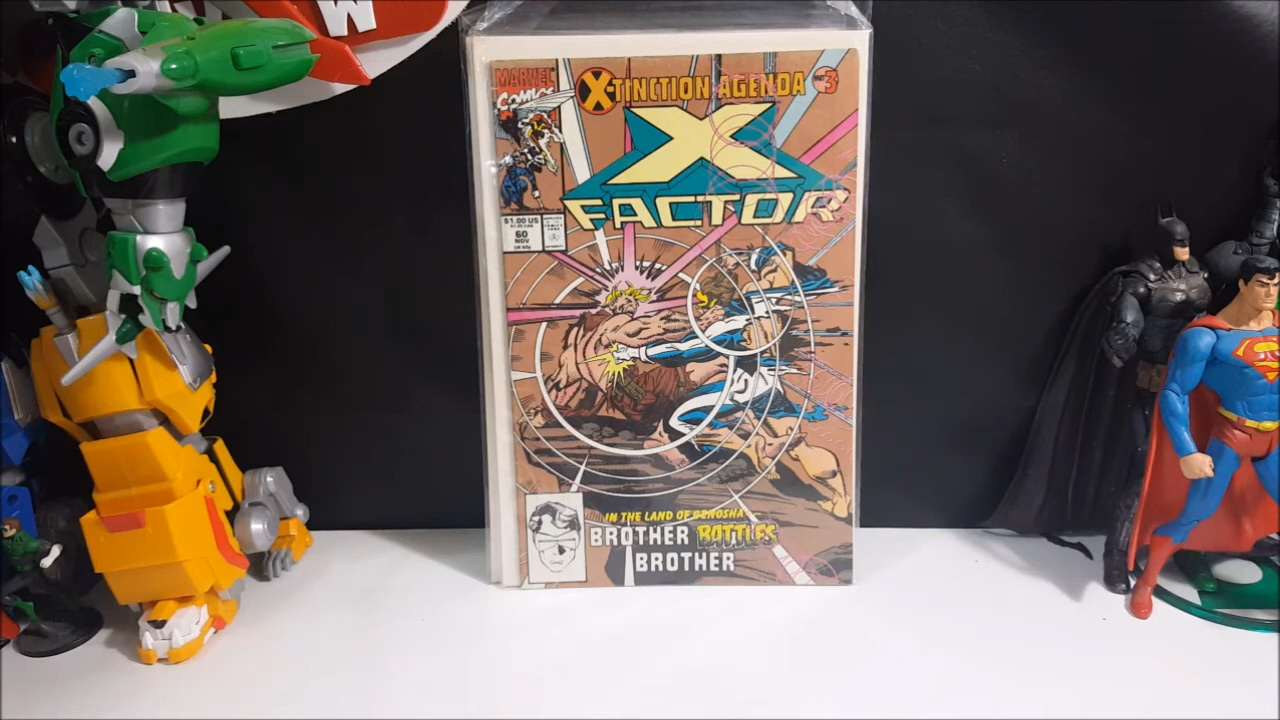 W
MARVEL
COMICS
X-TINCTION AGENDA
PART 3
X
FACTOR
$1.00 US
60
NOV
IN THE LAND OF GENOSHA
BROTHER BATTLES
BROTHER